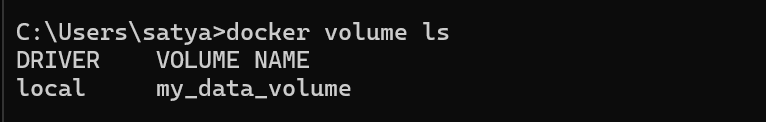 C:\Users\satya>docker volume ls
DRIVER    VOLUME NAME
local     my_data_volume